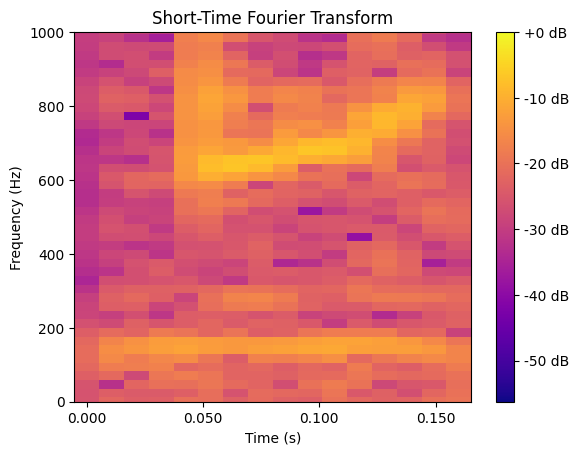 Short-Time Fourier Transform
1000
800
600
400
200
0
Frequency (Hz)
0.000
0.050
0.100
0.150
Time (s)
+0 dB
-10 dB
-20 dB
-30 dB
-40 dB
-50 dB